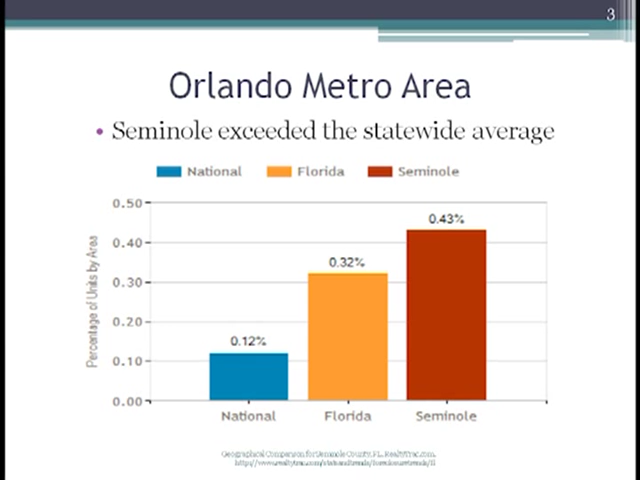 3
Orlando Metro Area
• Seminole exceeded the statewide average
National Florida Seminole
0.50
0.43%
0.40
0.32%
0.30
0.20
0.12%
0.10
0.00
Percentage of Units by Area
National Florida Seminole
Geographical Comparison for Seminole County, FL. RealtyTrac.com.